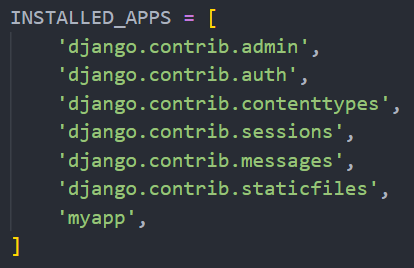 INSTALLED_APPS = [
    'django.contrib.admin',
    'django.contrib.auth',
    'django.contrib.contenttypes',
    'django.contrib.sessions',
    'django.contrib.messages',
    'django.contrib.staticfiles',
    'myapp',
]